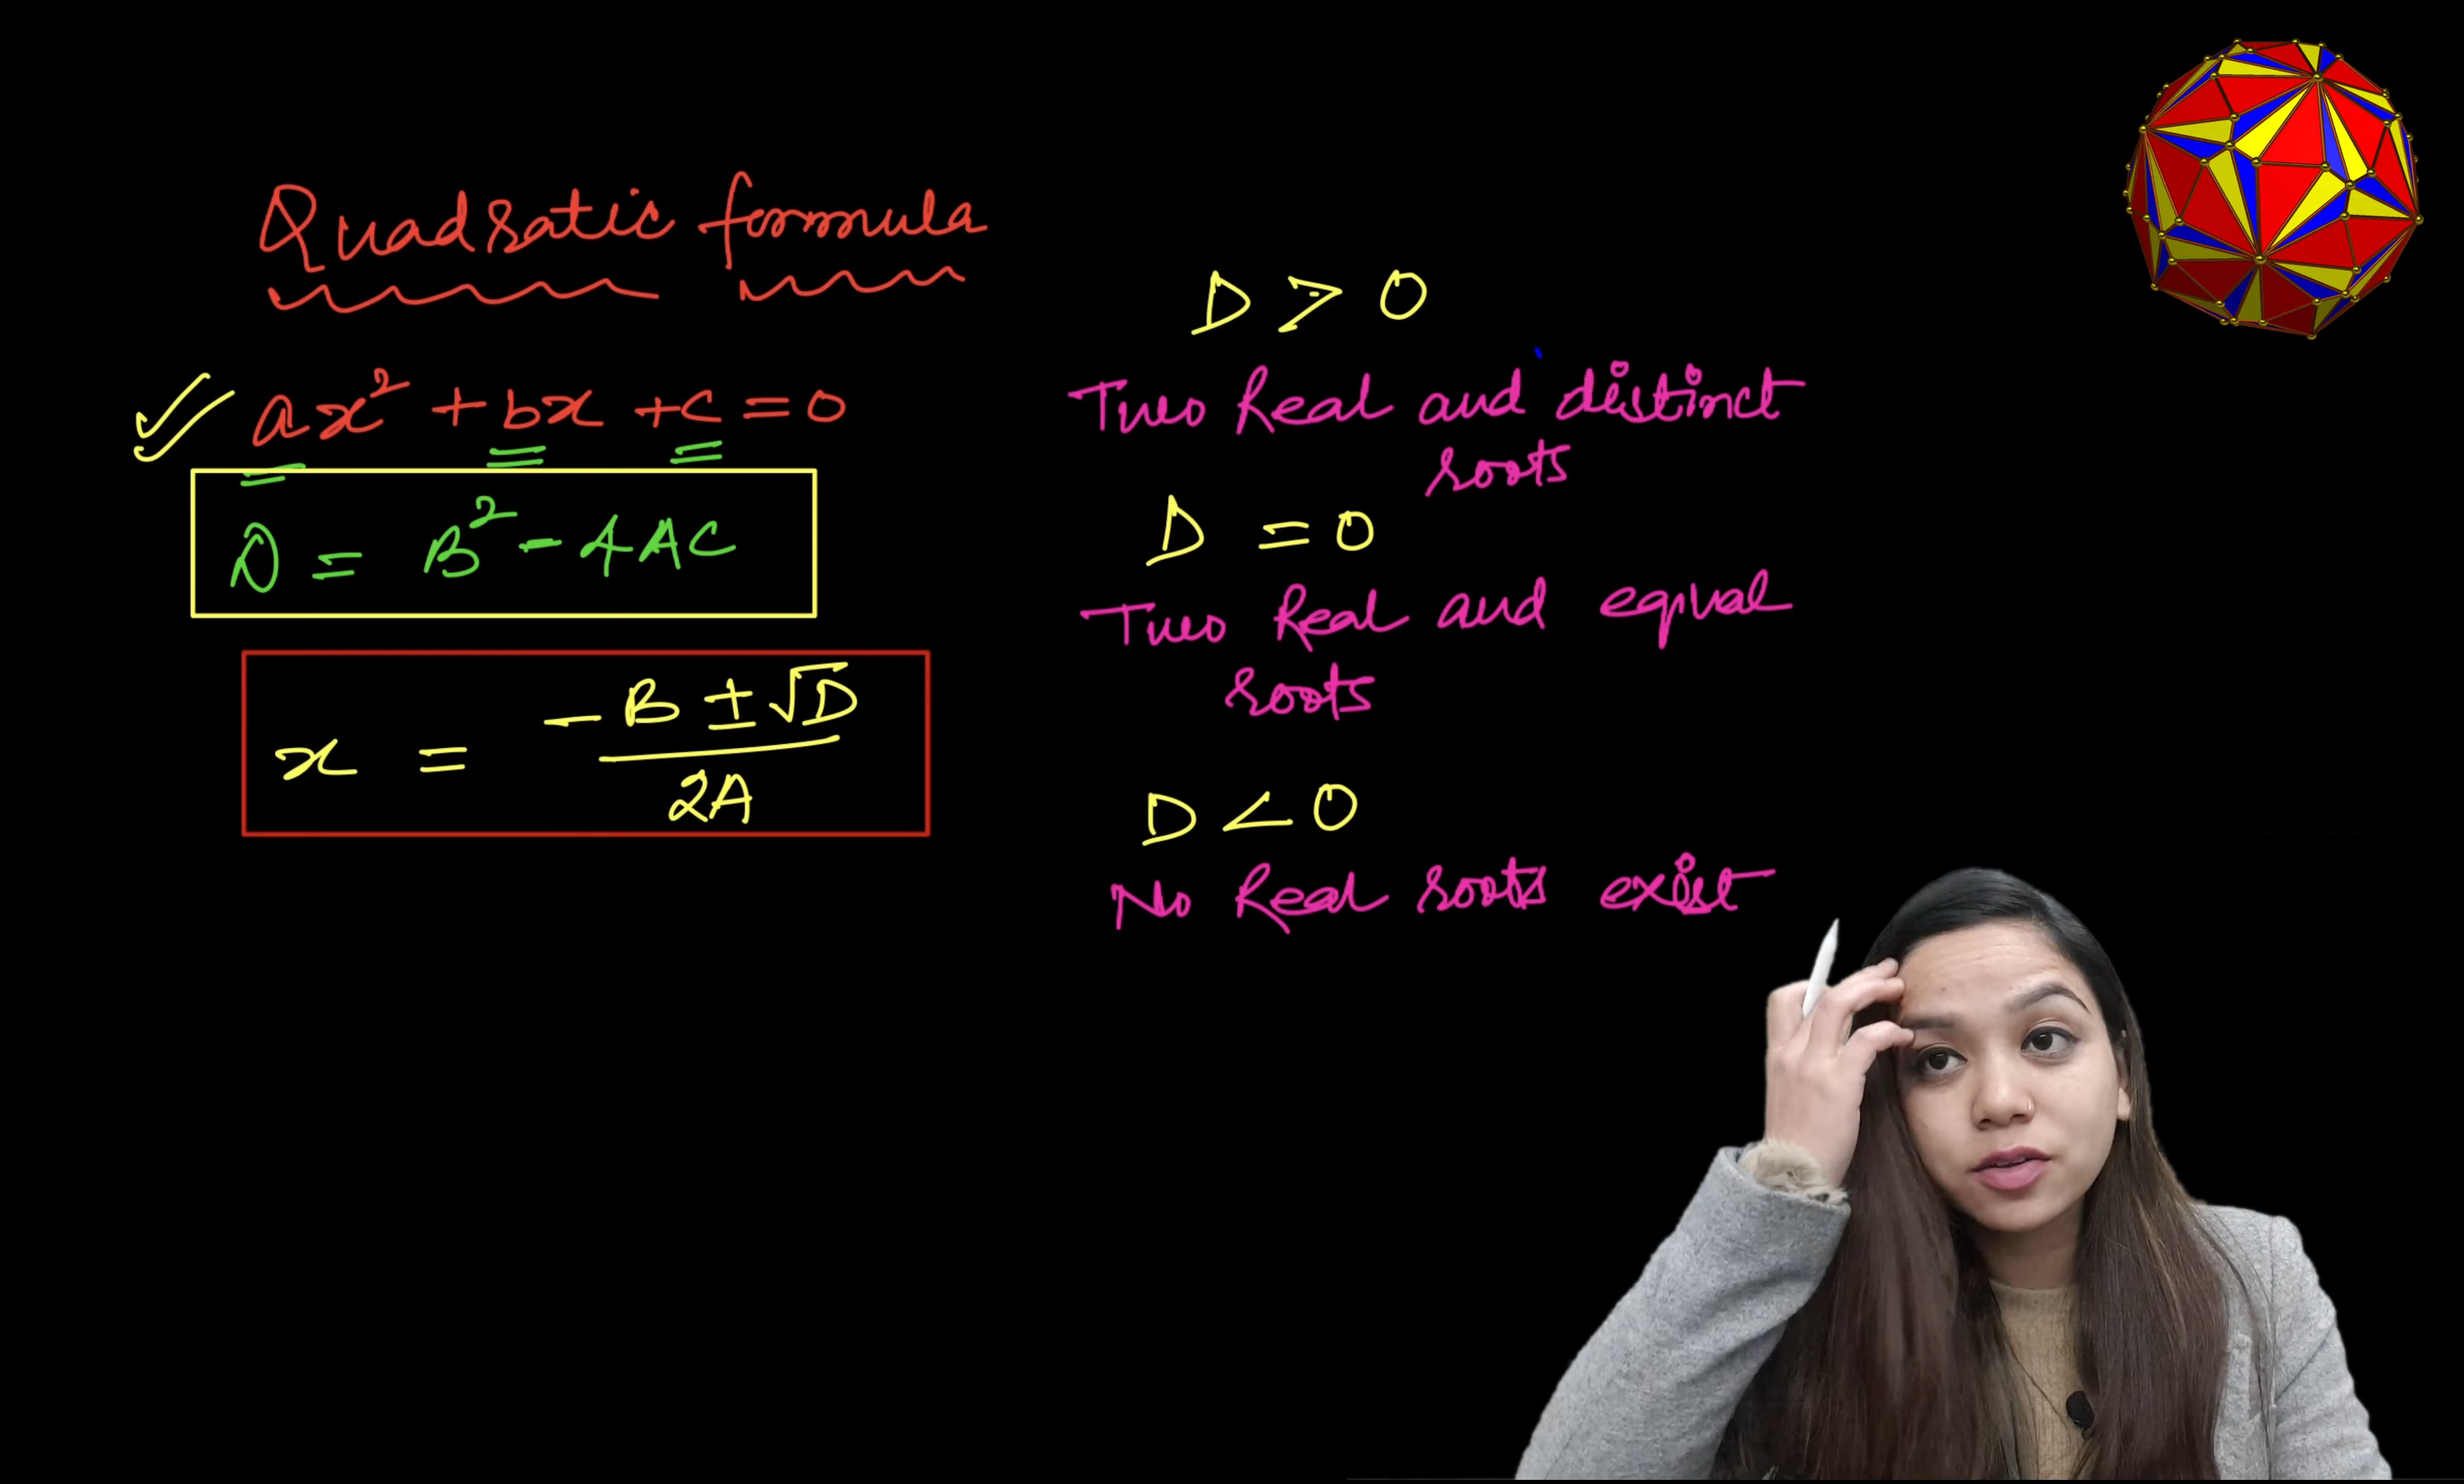 Quadratic formula
ax² + bx + c = 0
D = B² - 4AC
x = -B ± √D
2A
D > 0
Two Real and distinct
roots
D = 0
Two Real and equal
roots
D < 0
No Real roots exist